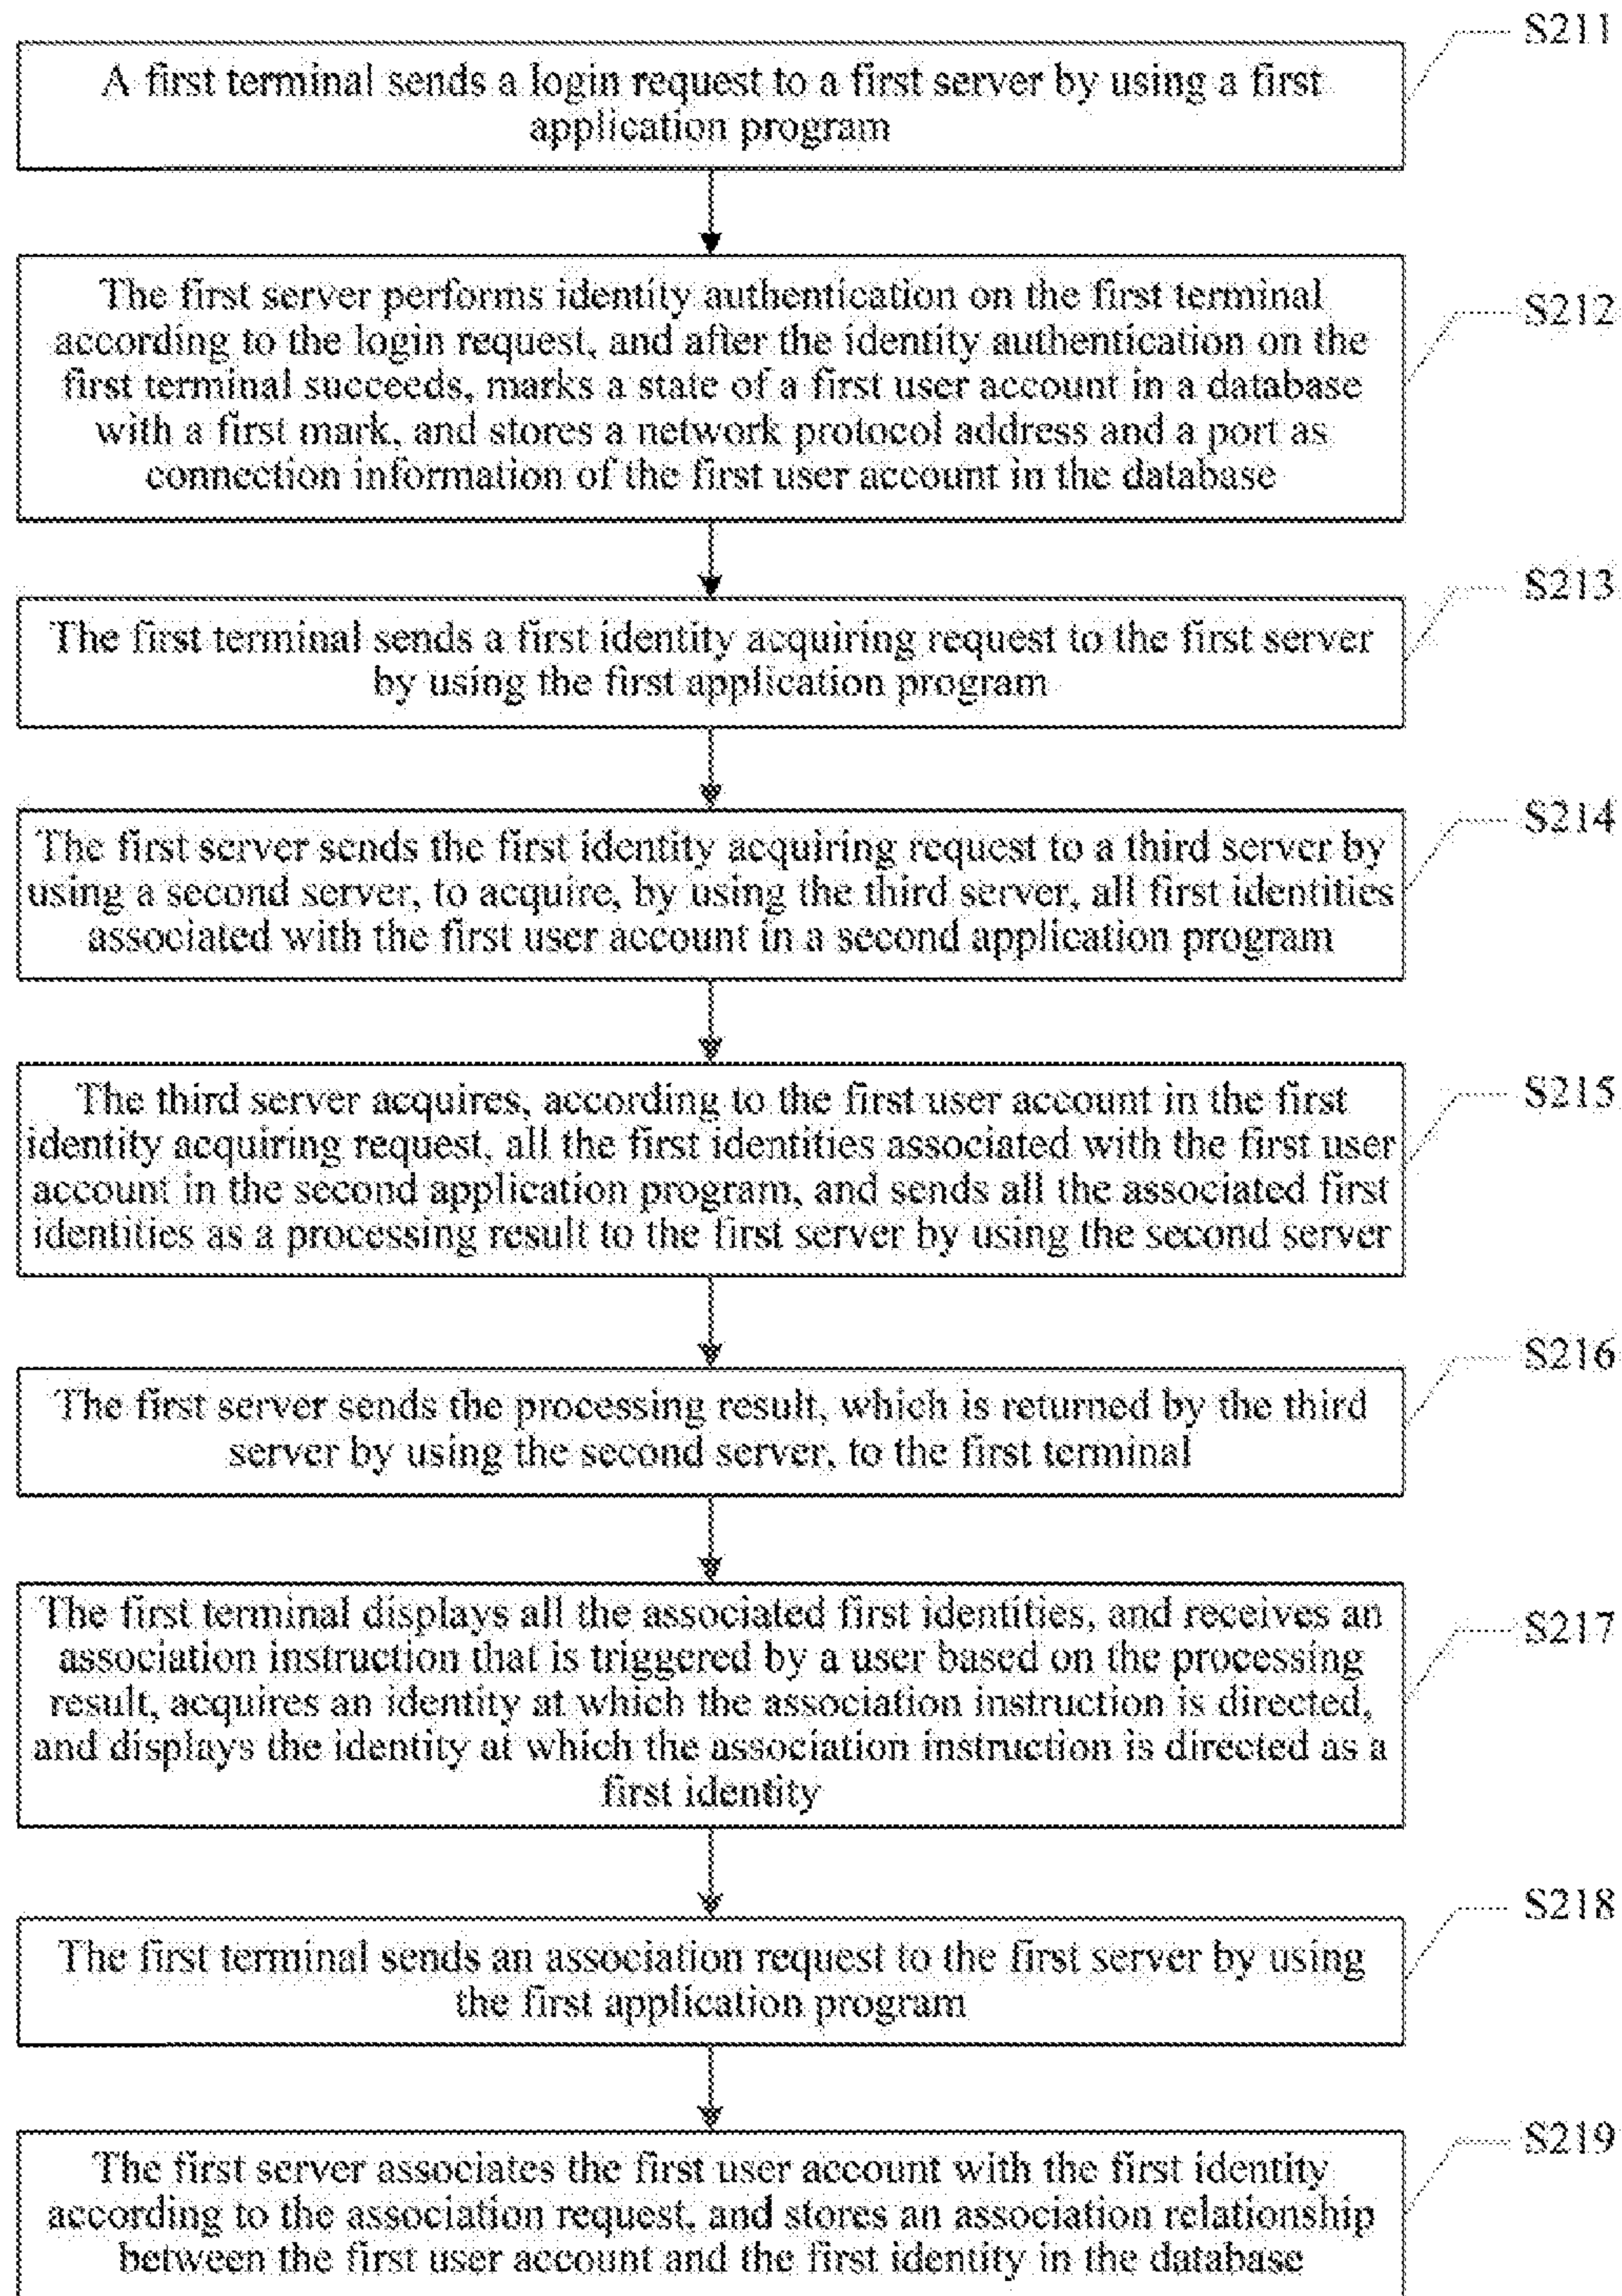 S211
A first terminal sends a login request to a first server by using a first
application program
S212
The first server performs identity authentication on the first terminal
according to the login request, and after the identity authentication on the
first terminal succeeds, marks a state of a first user account in a database
with a first mark, and stores a network protocol address and a port as
connection information of the first user account in the database
S213
The first terminal sends a first identity acquiring request to the first server
by using the first application program
S214
The first server sends the first identity acquiring request to a third server by
using a second server, to acquire, by using the third server, all first identities
associated with the first user account in a second application program
S215
The third server acquires, according to the first user account in the first
identity acquiring request, all the first identities associated with the first user
account in the second application program, and sends all the associated first
identities as a processing result to the first server by using the second server
S216
The first server sends the processing result, which is returned by the third
server by using the second server, to the first terminal
S217
The first terminal displays all the associated first identities, and receives an
association instruction that is triggered by a user based on the processing
result, acquires an identity at which the association instruction is directed,
and displays the identity at which the association instruction is directed as a
first identity
S218
The first terminal sends an association request to the first server by using
the first application program
S219
The first server associates the first user account with the first identity
according to the association request, and stores an association relationship
between the first user account and the first identity in the database